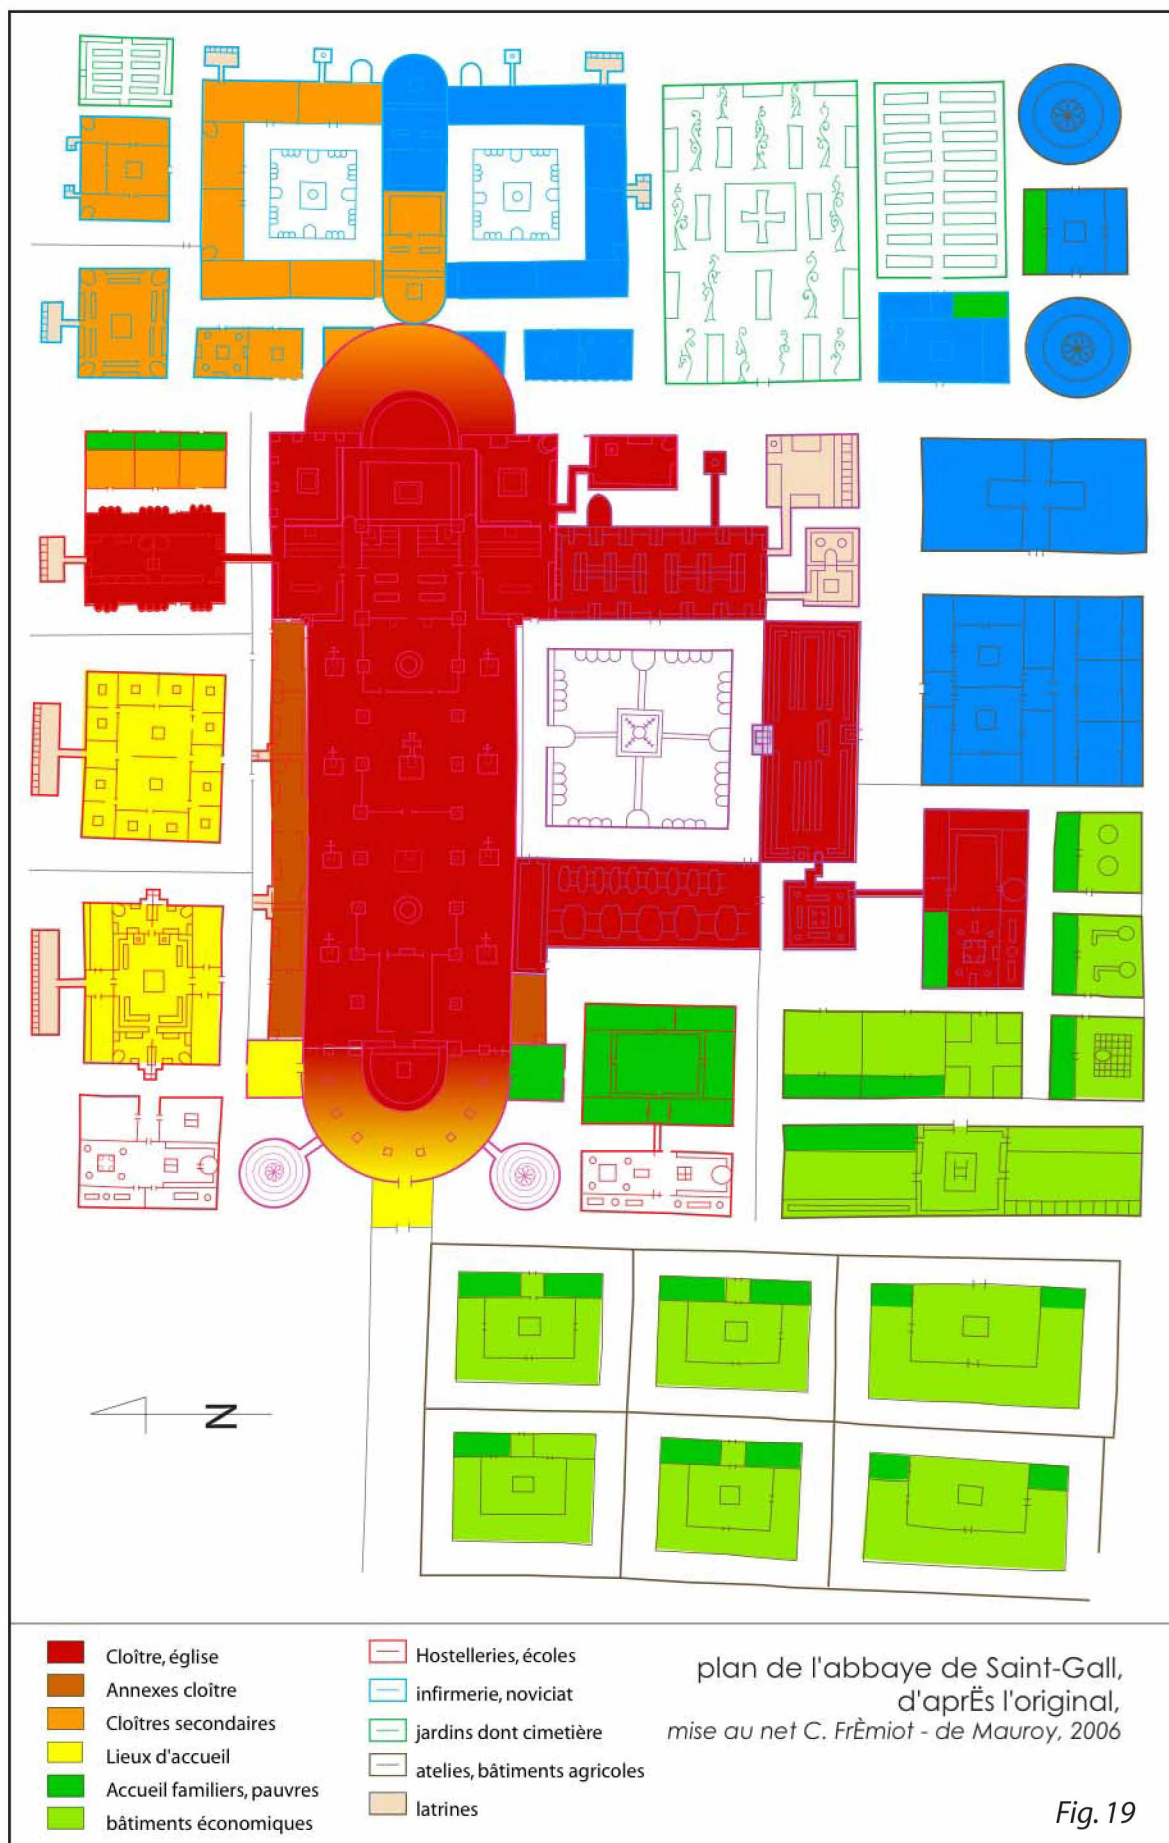 N
Cloître, église
Annexes cloître
Cloîtres secondaires
Lieux d'accueil
Accueil familiers, pauvres
bâtiments économiques
Hostelleries, écoles
infirmerie, noviciat
jardins dont cimetière
atelies, bâtiments agricoles
latrines
plan de l'abbaye de Saint-Gall,
d'aprËs l'original,
mise au net C. FrÈmiot - de Mauroy, 2006
Fig. 19